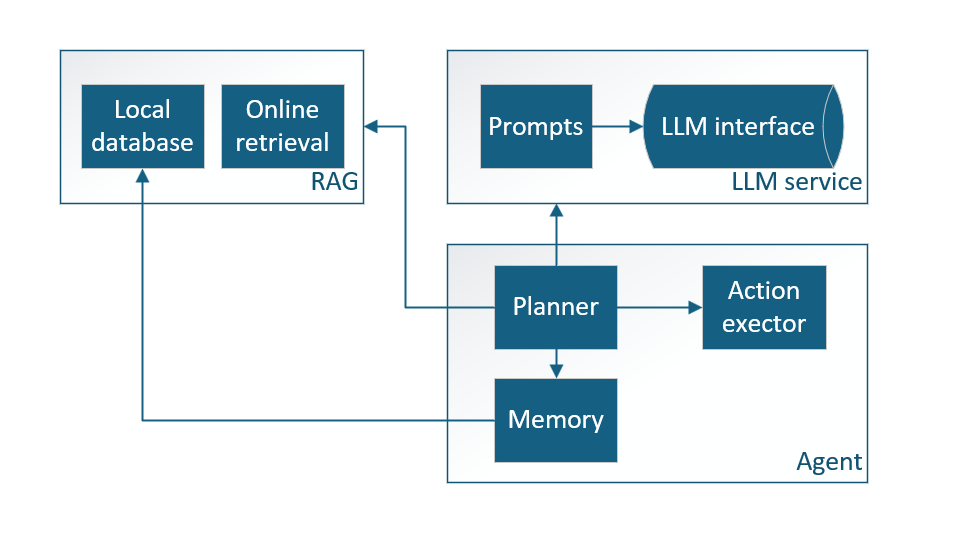 Local
database
Online
retrieval
RAG
Prompts
LLM interface
LLM service
Planner
Action
exector
Memory
Agent